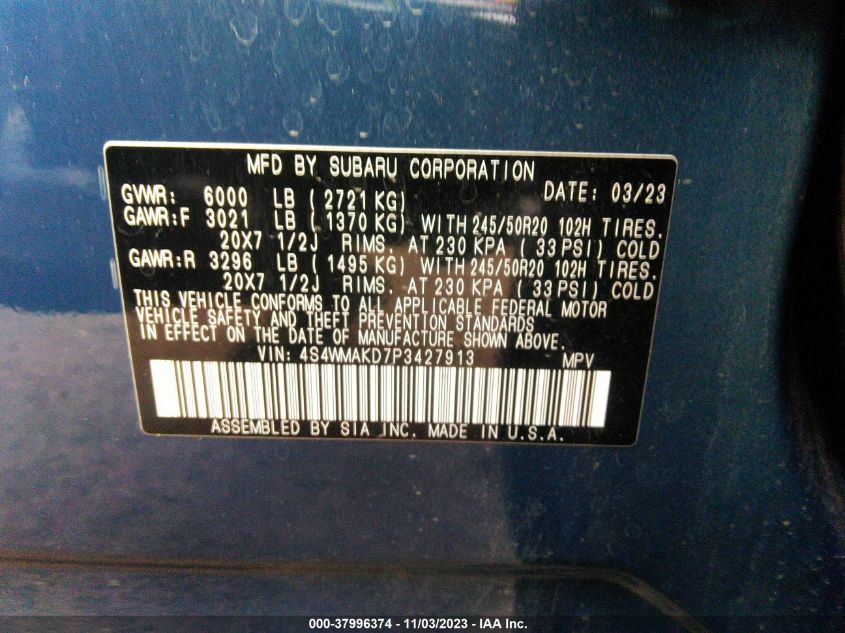 MFD BY SUBARU CORPORATION
GVWR: 6000 LB ( 2721 KG) DATE: 03/23
GAWR:F 3021 LB ( 1370 KG) WITH 245/50R20 102H TIRES.
20X7 1/2J RIMS. AT 230 KPA ( 33 PSI) COLD
GAWR:R 3296 LB ( 1495 KG) WITH 245/50R20 102H TIRES.
20X7 1/2J RIMS. AT 230 KPA ( 33 PSI) COLD
THIS VEHICLE CONFORMS TO ALL APPLICABLE FEDERAL MOTOR
VEHICLE SAFETY AND THEFT PREVENTION STANDARDS
IN EFFECT ON THE DATE OF MANUFACTURE SHOWN ABOVE.
VIN: 4S4WMAKD7P3427913 MPV
ASSEMBLED BY SIA INC. MADE IN U.S.A.
000-37996374 - 11/03/2023 - IAA Inc.